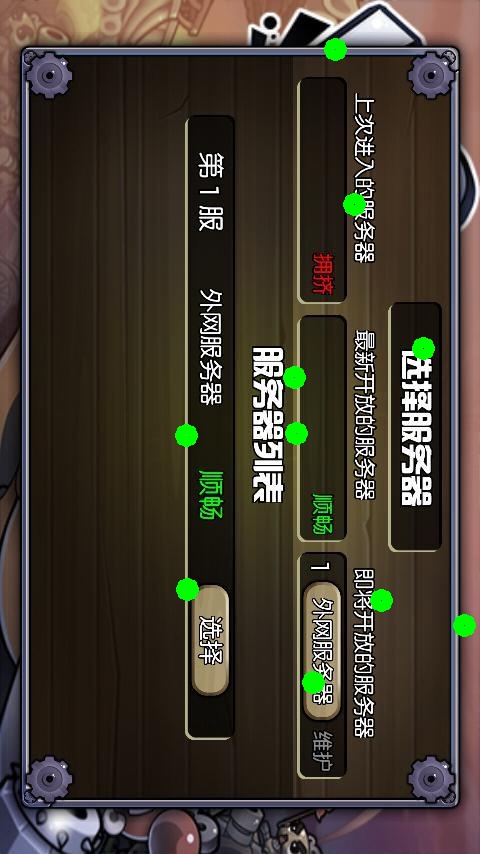 选择服务器
上次进入的服务器
最新开放的服务器
即将开放的服务器
拥挤
顺畅
1 外网服务器 维护
服务器列表
第 1 服 外网服务器 顺畅 选择